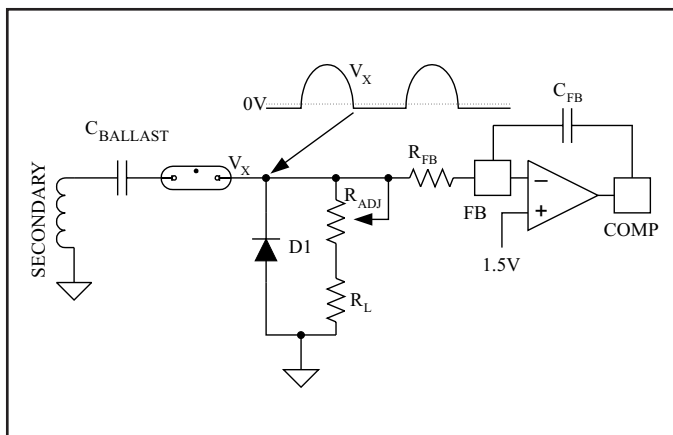 V_X
0V
C_FB
C_BALLAST
V_X
R_FB
SECONDARY
R_ADJ
−
FB
+
COMP
D1
1.5V
R_L